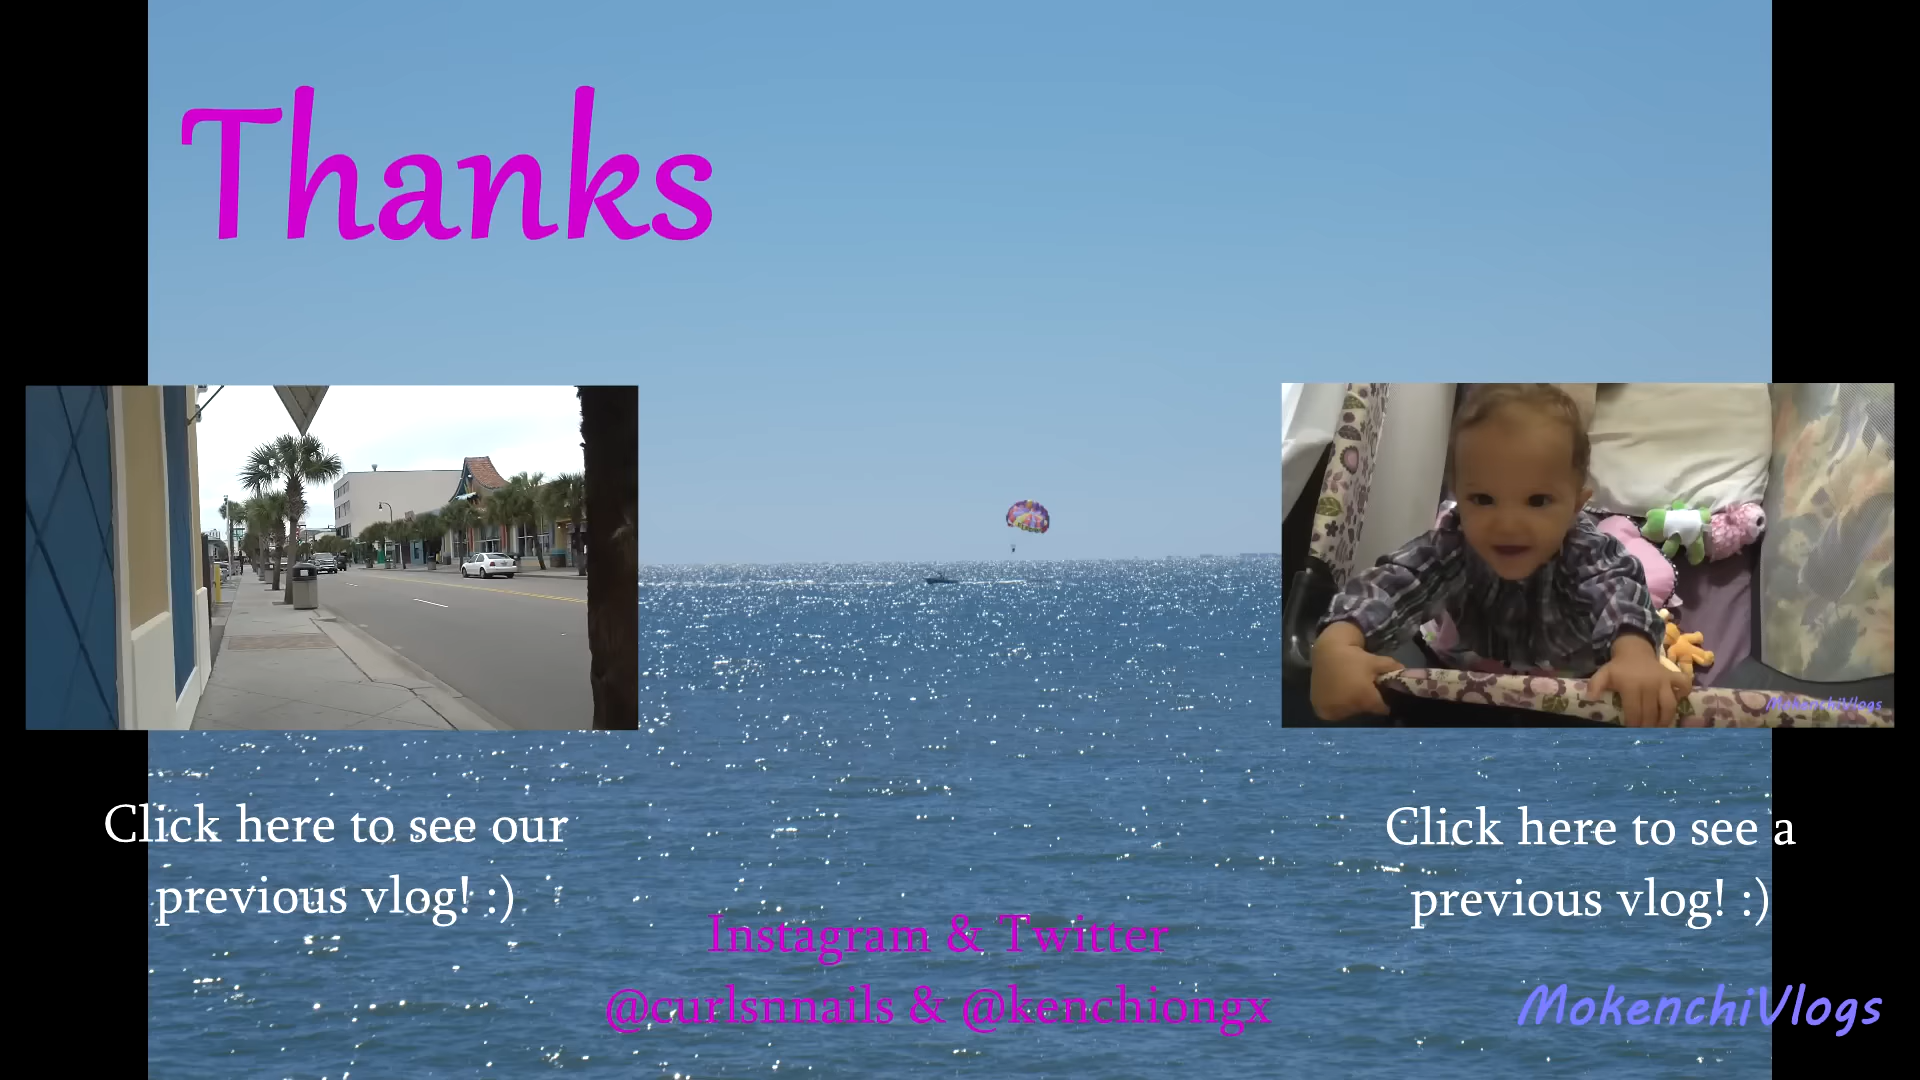 Thanks
Click here to see our
previous vlog! :)
Click here to see a
previous vlog! :)
Instagram & Twitter
@curlsnnails & @kenchiongx
MokenchiVlogs
MokenchiVlogs